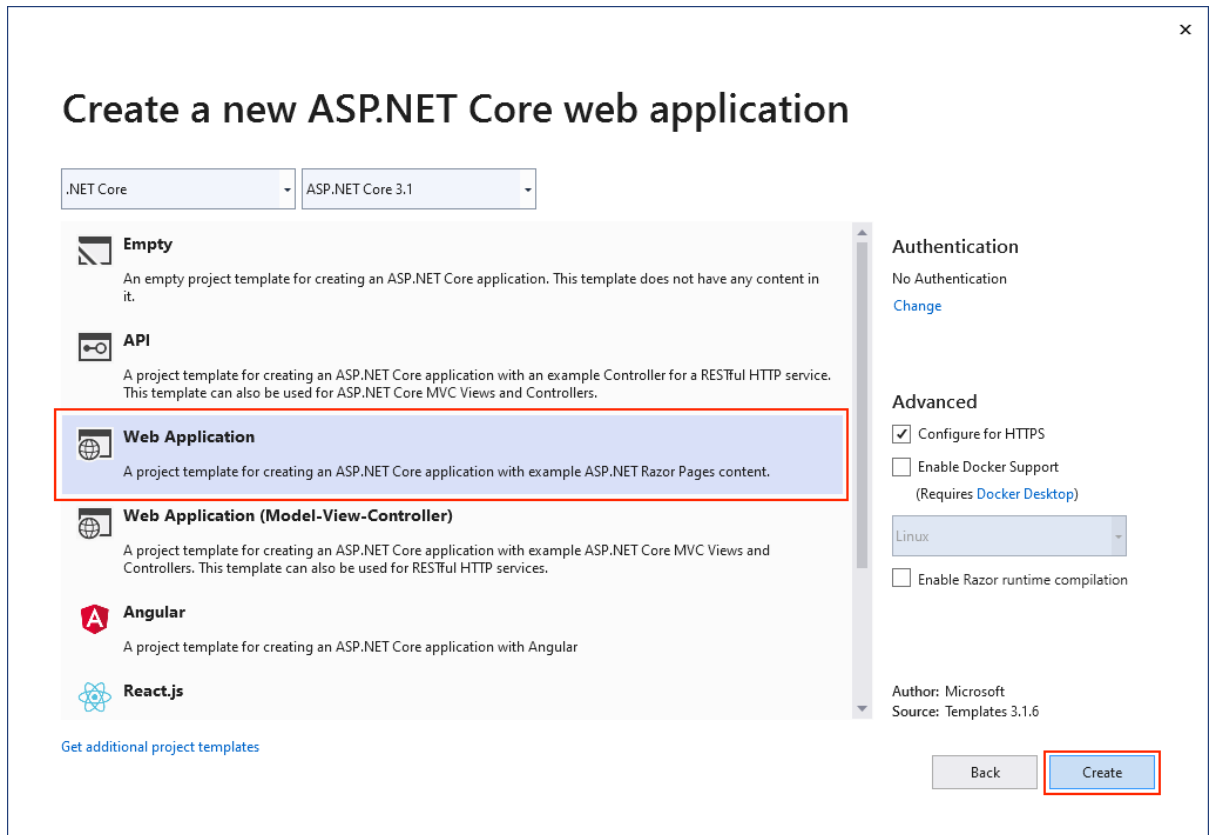 Create a new ASP.NET Core web application
.NET Core
ASP.NET Core 3.1
Empty
An empty project template for creating an ASP.NET Core application. This template does not have any content in
it.
API
A project template for creating an ASP.NET Core application with an example Controller for a RESTful HTTP service.
This template can also be used for ASP.NET Core MVC Views and Controllers.
Web Application
A project template for creating an ASP.NET Core application with example ASP.NET Razor Pages content.
Web Application (Model-View-Controller)
A project template for creating an ASP.NET Core application with example ASP.NET Core MVC Views and
Controllers. This template can also be used for RESTful HTTP services.
Angular
A project template for creating an ASP.NET Core application with Angular
React.js
Get additional project templates
Authentication
No Authentication
Change
Advanced
Configure for HTTPS
Enable Docker Support
(Requires Docker Desktop)
Linux
Enable Razor runtime compilation
Author: Microsoft
Source: Templates 3.1.6
Back
Create